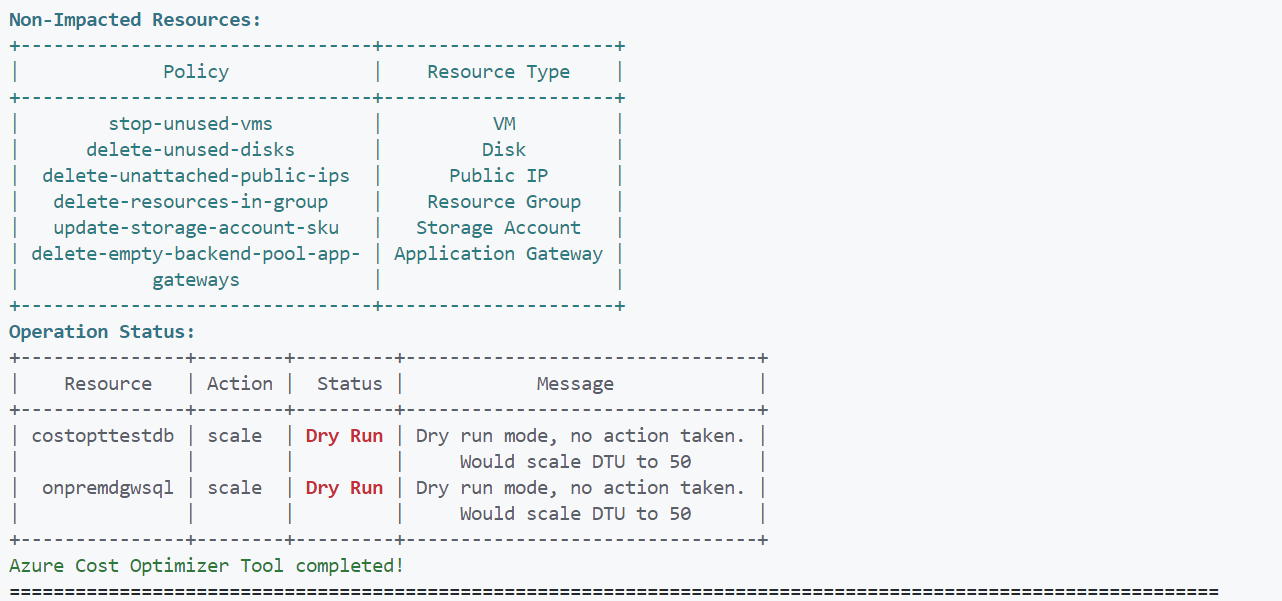 Non-Impacted Resources:
+--------------------------------+---------------------+
|             Policy             |    Resource Type    |
+--------------------------------+---------------------+
|        stop-unused-vms         |          VM         |
|      delete-unused-disks       |         Disk        |
|  delete-unattached-public-ips  |      Public IP      |
|   delete-resources-in-group    |    Resource Group   |
|   update-storage-account-sku   |   Storage Account   |
| delete-empty-backend-pool-app- | Application Gateway |
|            gateways            |                     |
+--------------------------------+---------------------+
Operation Status:
+---------------+--------+---------+--------------------------------+
|    Resource   | Action |  Status |            Message             |
+---------------+--------+---------+--------------------------------+
| costopttestdb | scale  | Dry Run | Dry run mode, no action taken. |
|               |        |         |     Would scale DTU to 50      |
|  onpremdgwsql | scale  | Dry Run | Dry run mode, no action taken. |
|               |        |         |     Would scale DTU to 50      |
+---------------+--------+---------+--------------------------------+
Azure Cost Optimizer Tool completed!
==============================================================================================================